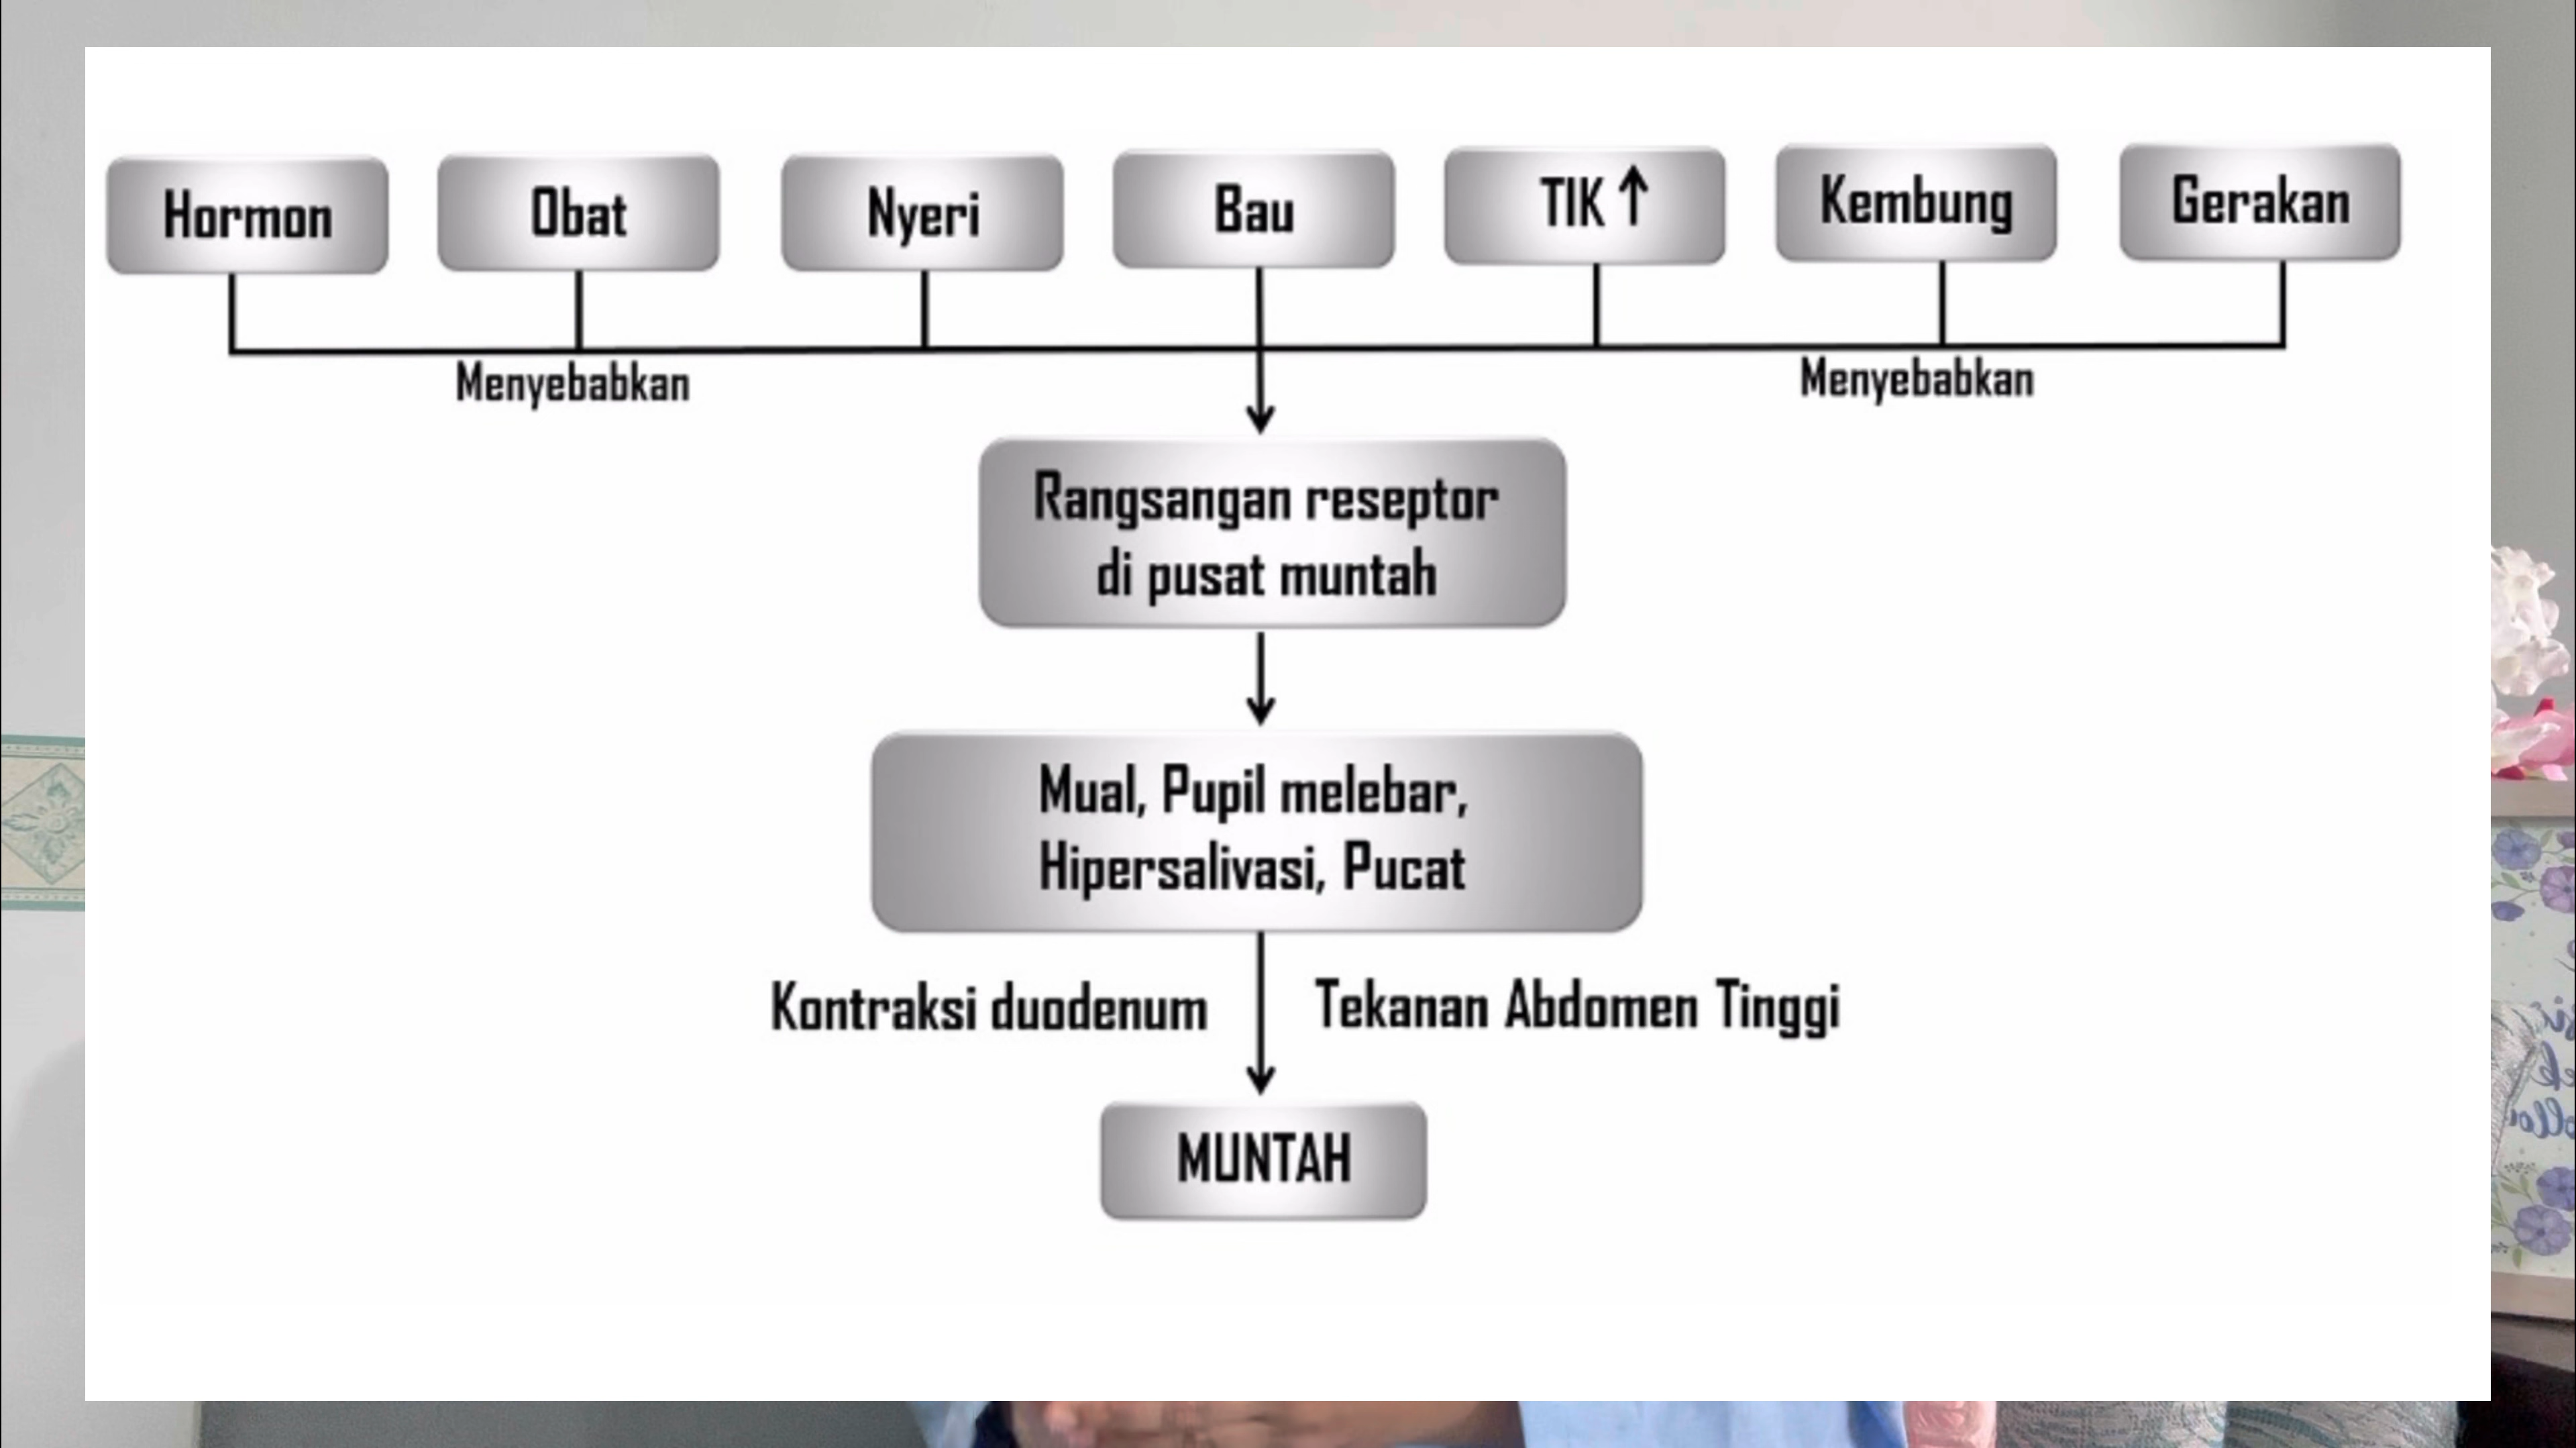 Hormon
Obat
Nyeri
Bau
TIK ↑
Kembung
Gerakan
Menyebabkan
Menyebabkan
Rangsangan reseptor
di pusat muntah
Mual, Pupil melebar,
Hipersalivasi, Pucat
Kontraksi duodenum
Tekanan Abdomen Tinggi
MUNTAH